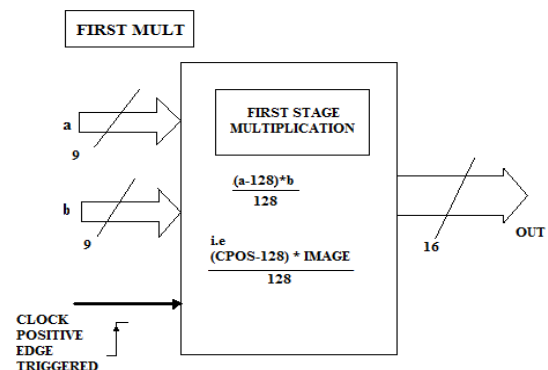 FIRST MULT
a
9
b
9
CLOCK
POSITIVE
EDGE
TRIGGERED
FIRST STAGE
MULTIPLICATION
(a-128)*b
128
i.e
(CPOS-128) * IMAGE
128
16
OUT